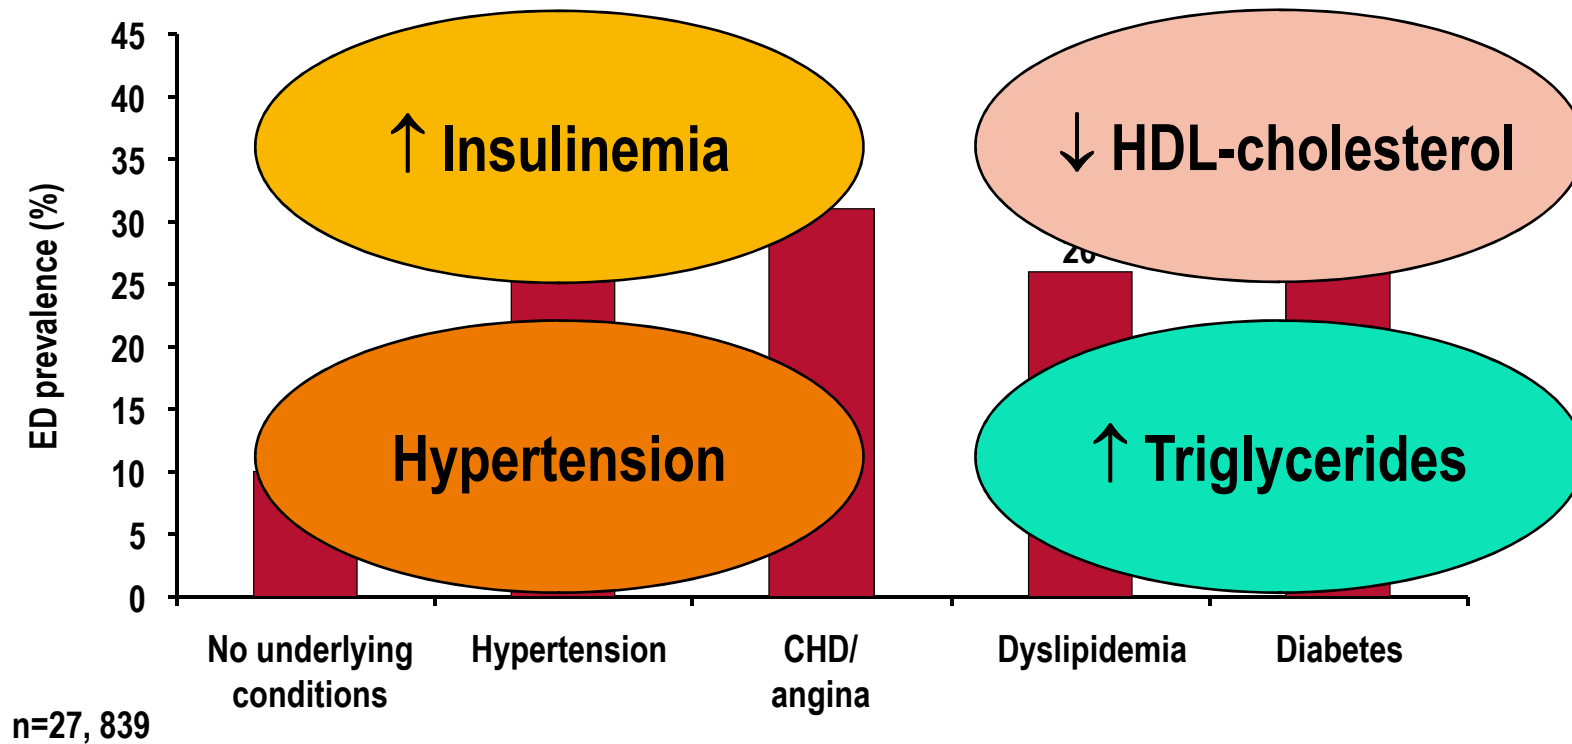 45
40
35
30
25
20
15
10
5
0
ED prevalence (%)
↑ Insulinemia
↓ HDL-cholesterol
26
Hypertension
↑ Triglycerides
No underlying
conditions
Hypertension
CHD/
angina
Dyslipidemia
Diabetes
n=27, 839